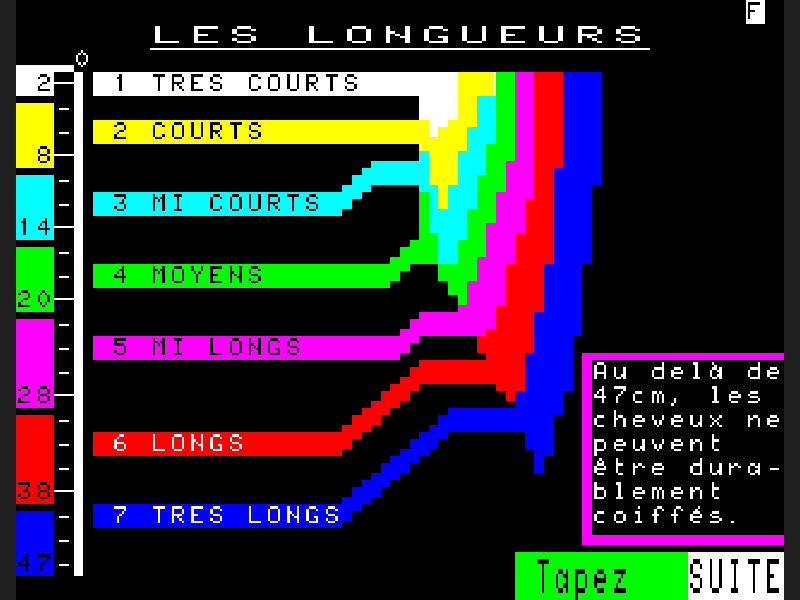 F
LES LONGUEURS
0
2
1 TRES COURTS
2 COURTS
8
3 MI COURTS
14
4 MOYENS
20
5 MI LONGS
28
6 LONGS
38
7 TRES LONGS
47
Au delà de
47cm, les
cheveux ne
peuvent
être dura-
blement
coiffés.
Tapez SUITE